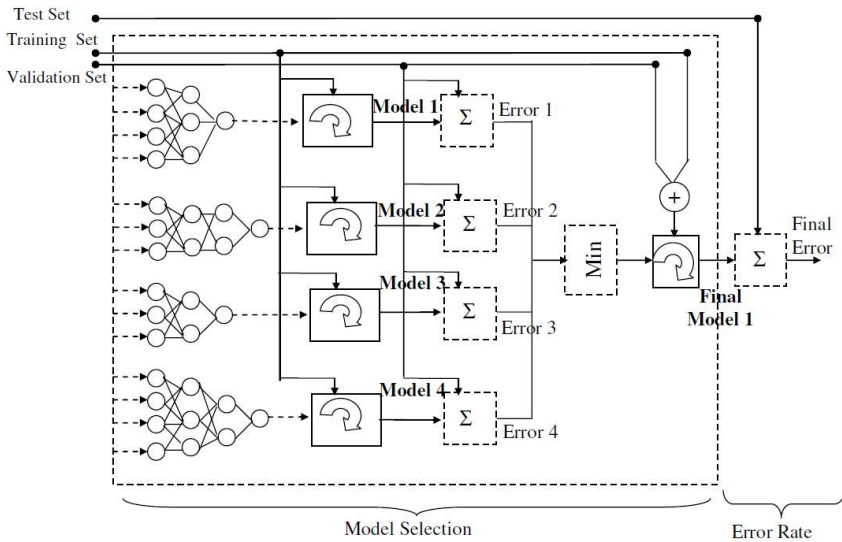 Test Set
Training Set
Validation Set
Model 1
Σ
Error 1
Model 2
Σ
Error 2
Model 3
Σ
Error 3
Model 4
Σ
Error 4
Min
+
Final
Model 1
Σ
Final
Error
Model Selection
Error Rate